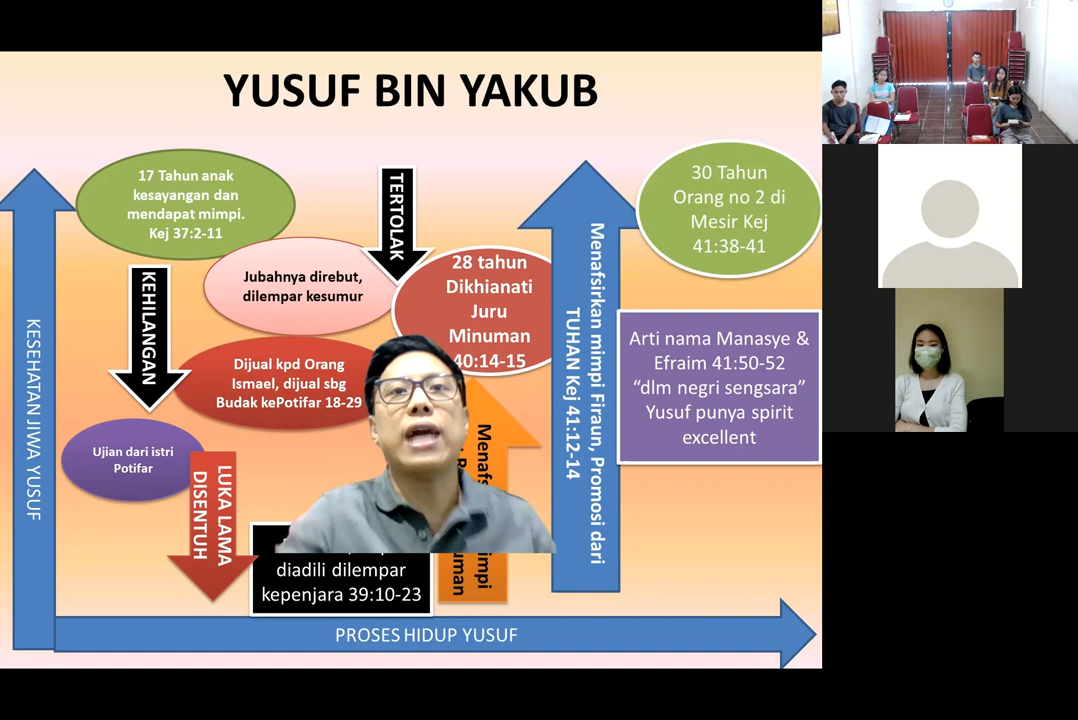 YUSUF BIN YAKUB
17 Tahun anak
kesayangan dan
mendapat mimpi.
Kej 37:2-11
TERTOLAK
30 Tahun
Orang no 2 di
Mesir Kej
41:38-41
Jubahnya direbut,
dilempar kesumur
28 tahun
Dikhianati
Juru
Minuman
40:14-15
KEHILANGAN
Menafsirkan mimpi Firaun, Promosi dari
TUHAN Kej 41:12-14
Dijual kpd Orang
Ismael, dijual sbg
Budak kePotifar 18-29
Arti nama Manasye &
Efraim 41:50-52
“dlm negri sengsara”
Yusuf punya spirit
excellent
KESEHATAN JIWA YUSUF
Ujian dari istri
Potifar
LUKA LAMA
DISENTUH
diadili dilempar
kepenjara 39:10-23
PROSES HIDUP YUSUF